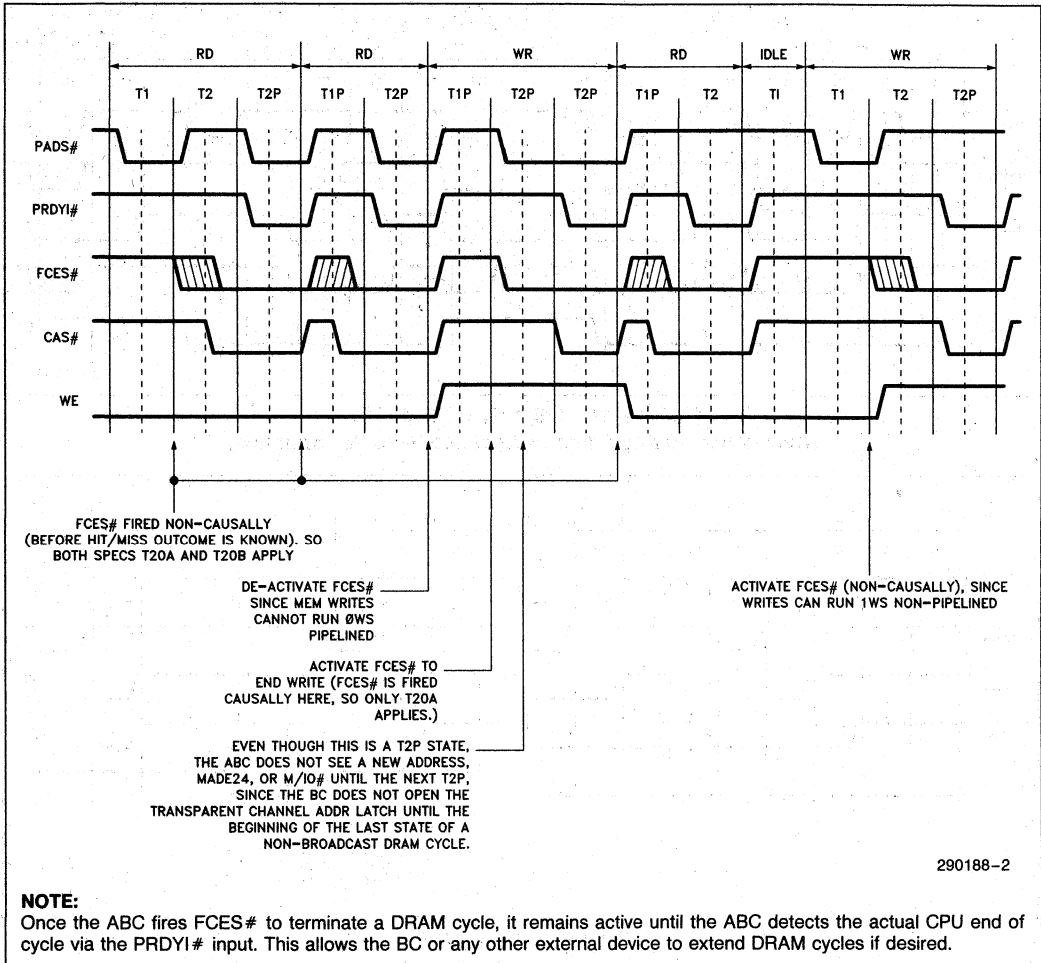 RD RD WR RD IDLE WR
T1 T2 T2P T1P T2P T1P T2P T2P T1P T2 TI T1 T2 T2P
PADS#
PRDYI#
FCES#
CAS#
WE
FCES# FIRED NON-CAUSALLY
(BEFORE HIT/MISS OUTCOME IS KNOWN). SO
BOTH SPECS T20A AND T20B APPLY
DE-ACTIVATE FCES#
SINCE MEM WRITES
CANNOT RUN 0WS
PIPELINED
ACTIVATE FCES# (NON-CAUSALLY), SINCE
WRITES CAN RUN 1WS NON-PIPELINED
ACTIVATE FCES# TO
END WRITE (FCES# IS FIRED
CAUSALLY HERE, SO ONLY T20A
APPLIES.)
EVEN THOUGH THIS IS A T2P STATE,
THE ABC DOES NOT SEE A NEW ADDRESS,
MADE24, OR M/IO# UNTIL THE NEXT T2P,
SINCE THE BC DOES NOT OPEN THE
TRANSPARENT CHANNEL ADDR LATCH UNTIL THE
BEGINNING OF THE LAST STATE OF A
NON-BROADCAST DRAM CYCLE.
290188-2
NOTE:
Once the ABC fires FCES# to terminate a DRAM cycle, it remains active until the ABC detects the actual CPU end of
cycle via the PRDYI# input. This allows the BC or any other external device to extend DRAM cycles if desired.